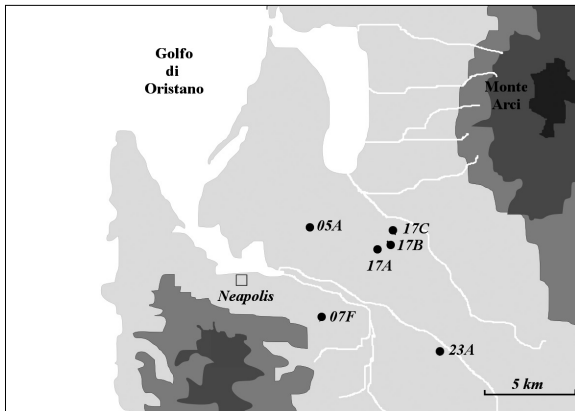 Golfo
di
Oristano
Monte
Arci
05A
17C
17B
17A
Neapolis
07F
23A
5 km